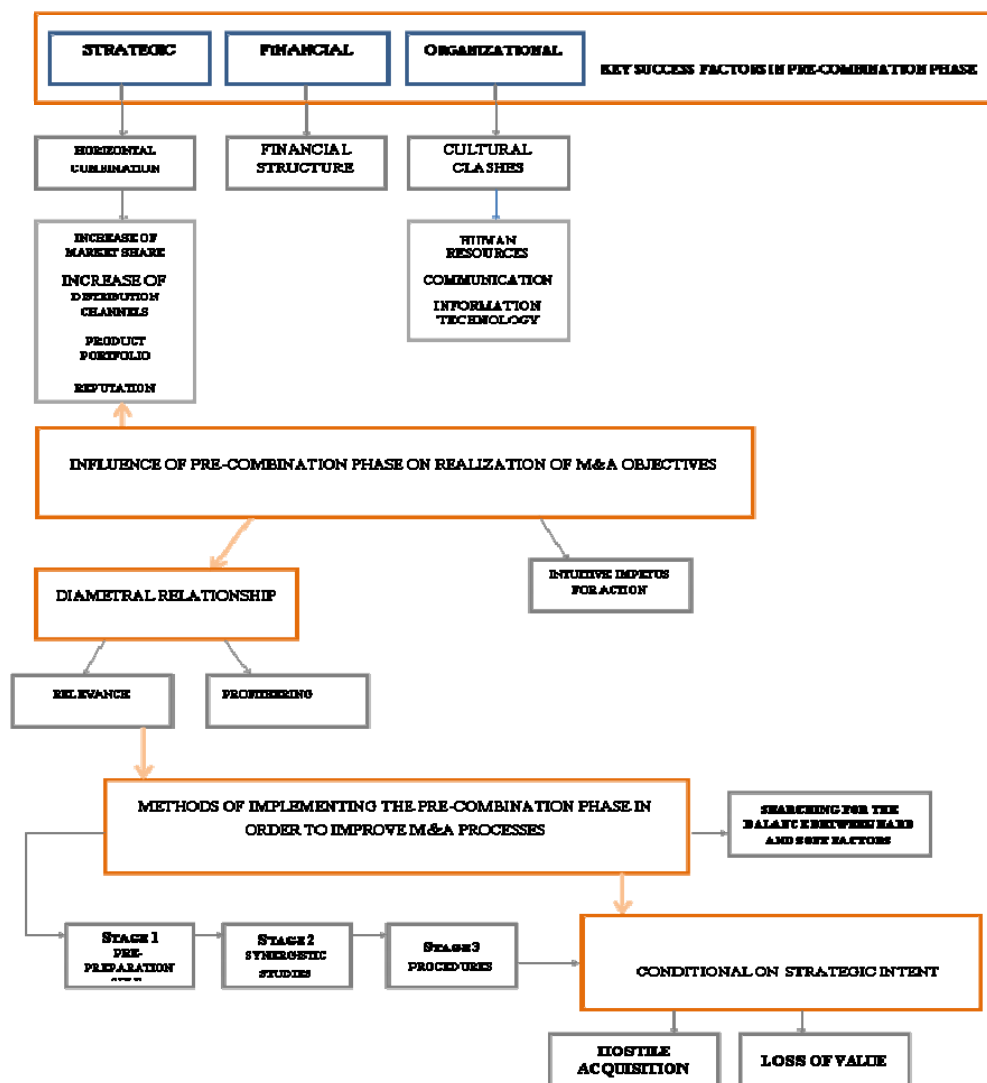 STRATEGIC
FINANCIAL
ORGANIZATIONAL
KEY SUCCESS FACTORS IN PRE-COMBINATION PHASE
HORIZONTAL
COMBINATION
FINANCIAL
STRUCTURE
CULTURAL
CLASHES
INCREASE OF
MARKET SHARE
INCREASE OF
DISTRIBUTION
CHANNELS
PRODUCT
PORTFOLIO
REPUTATION
HUMAN
RESOURCES
COMMUNICATION
INFORMATION
TECHNOLOGY
INFLUENCE OF PRE-COMBINATION PHASE ON REALIZATION OF M&A OBJECTIVES
INTUITIVE IMPETUS
FOR ACTION
DIAMETRAL RELATIONSHIP
RELEVANCE
METHODS OF IMPLEMENTING THE PRE-COMBINATION PHASE IN
ORDER TO IMPROVE M&A PROCESSES
SEARCHING FOR THE
BALANCE BETWEEN HARD
AND SOFT FACTORS
STAGE 1
PRE-
PREPARATION
STAGE 2
SYNERGISTIC
STUDIES
STAGE 3
PROCEDURES
CONDITIONAL ON STRATEGIC INTENT
HOSTILE
ACQUISITION
LOSS OF VALUE